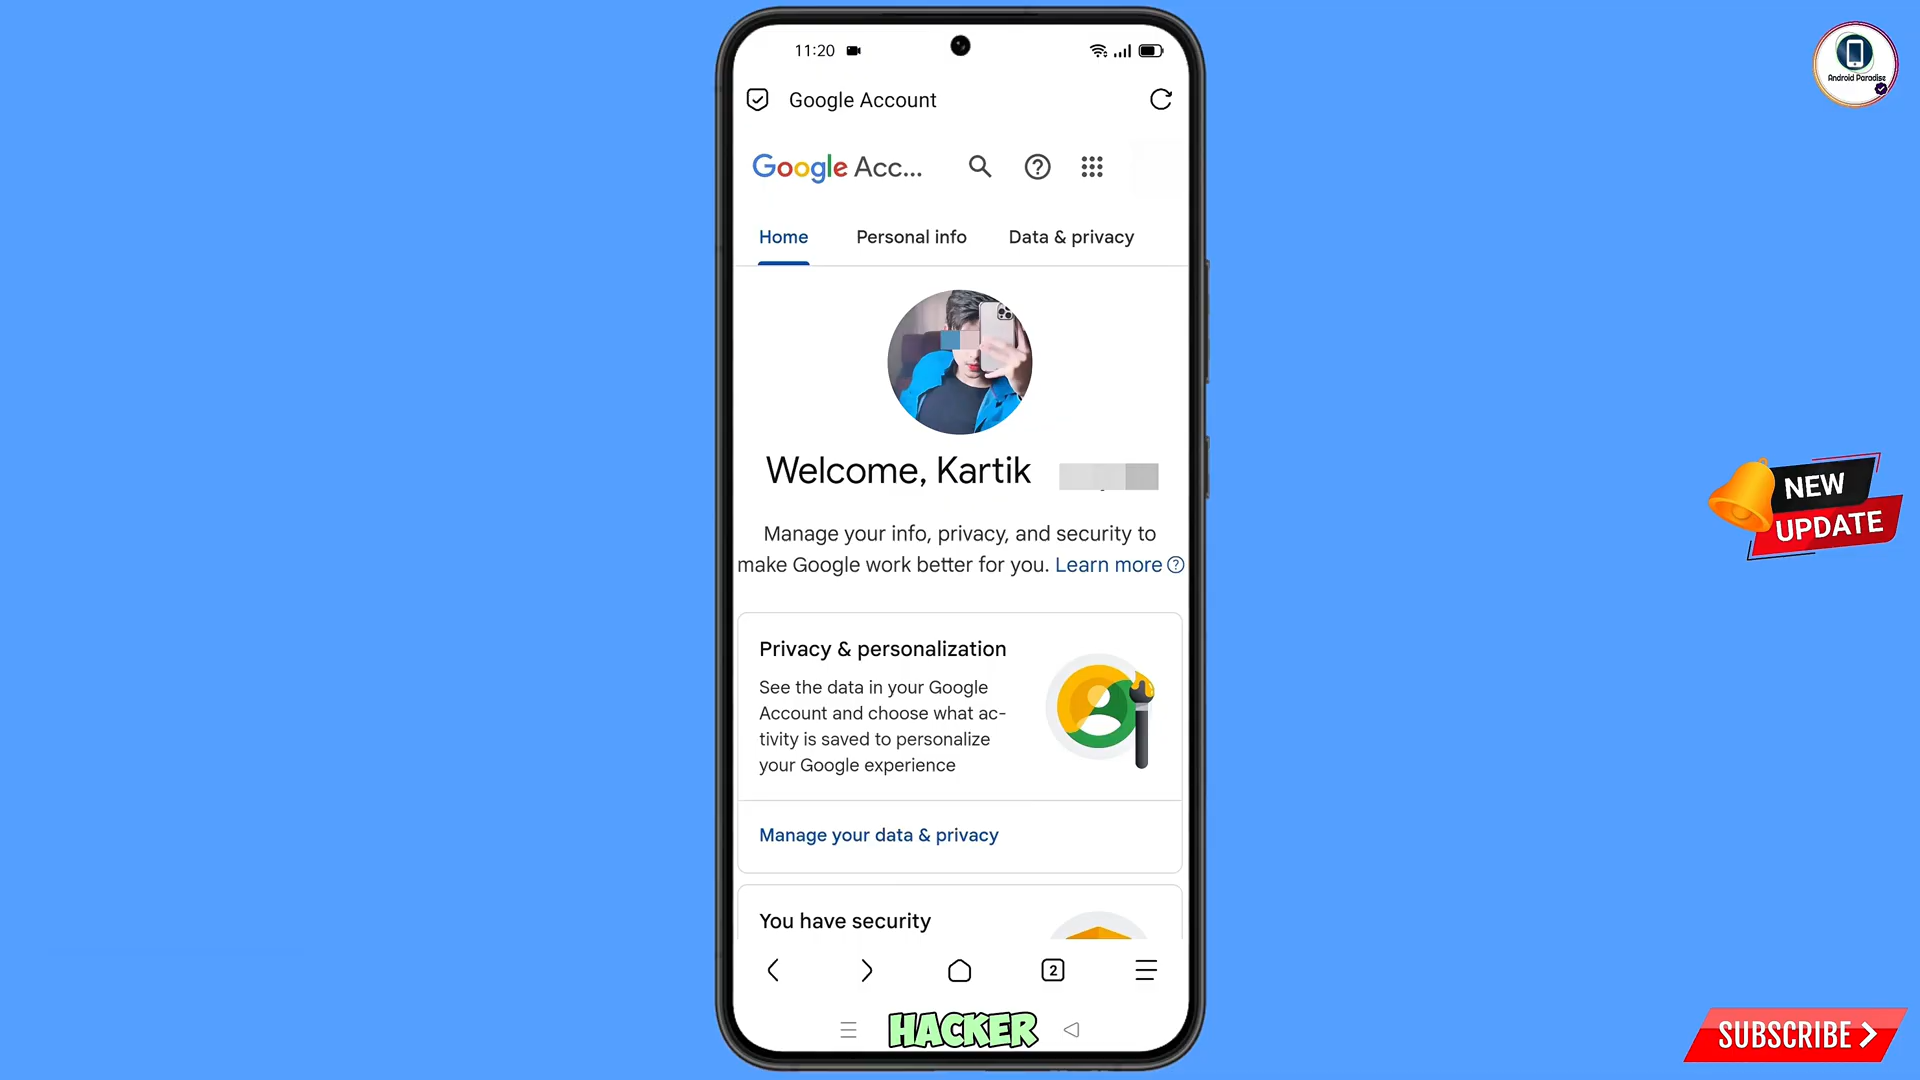 11:20
Google Account
Google Acc...
Home Personal info Data & privacy
Welcome, Kartik
Manage your info, privacy, and security to
make Google work better for you. Learn more
Privacy & personalization
See the data in your Google
Account and choose what ac-
tivity is saved to personalize
your Google experience
Manage your data & privacy
You have security
2
HACKER
Android Paradise
NEW
UPDATE
SUBSCRIBE